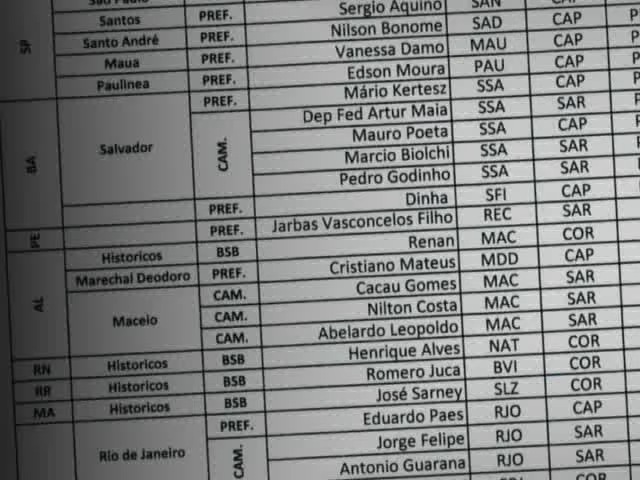 Santos PREF. Sergio Aquino SAN CAP
SP Santo André PREF. Nilson Bonome SAD CAP
Maua PREF. Vanessa Damo MAU CAP
Paulinea PREF. Edson Moura PAU CAP
PREF. Mário Kertesz SSA CAP
Dep Fed Artur Maia SSA SAR
BA Salvador CAM. Mauro Poeta SSA CAP
Marcio Biolchi SSA SAR
Pedro Godinho SSA SAR
PREF. Dinha SFI CAP
PE PREF. Jarbas Vasconcelos Filho REC SAR
Historicos BSB Renan MAC COR
Marechal Deodoro PREF. Cristiano Mateus MDD CAP
AL CAM. Cacau Gomes MAC SAR
Maceio CAM. Nilton Costa MAC SAR
CAM. Abelardo Leopoldo MAC SAR
RN Historicos BSB Henrique Alves NAT COR
RR Historicos BSB Romero Juca BVI COR
MA Historicos BSB José Sarney SLZ COR
PREF. Eduardo Paes RJO CAP
Rio de Janeiro CAM. Jorge Felipe RJO SAR
Antonio Guarana RJO SAR